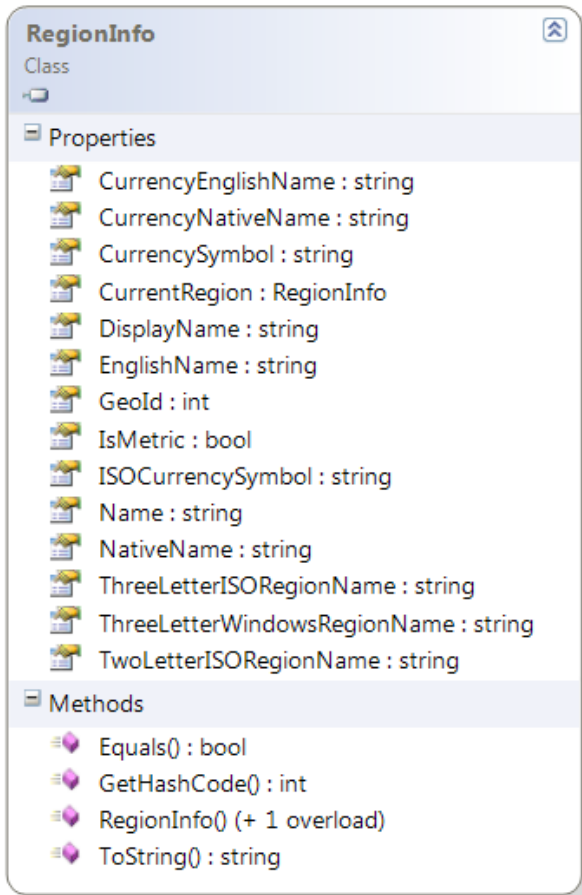 RegionInfo
Class
Properties
CurrencyEnglishName : string
CurrencyNativeName : string
CurrencySymbol : string
CurrentRegion : RegionInfo
DisplayName : string
EnglishName : string
GeoId : int
IsMetric : bool
ISOCurrencySymbol : string
Name : string
NativeName : string
ThreeLetterISORegionName : string
ThreeLetterWindowsRegionName : string
TwoLetterISORegionName : string
Methods
Equals() : bool
GetHashCode() : int
RegionInfo() (+ 1 overload)
ToString() : string